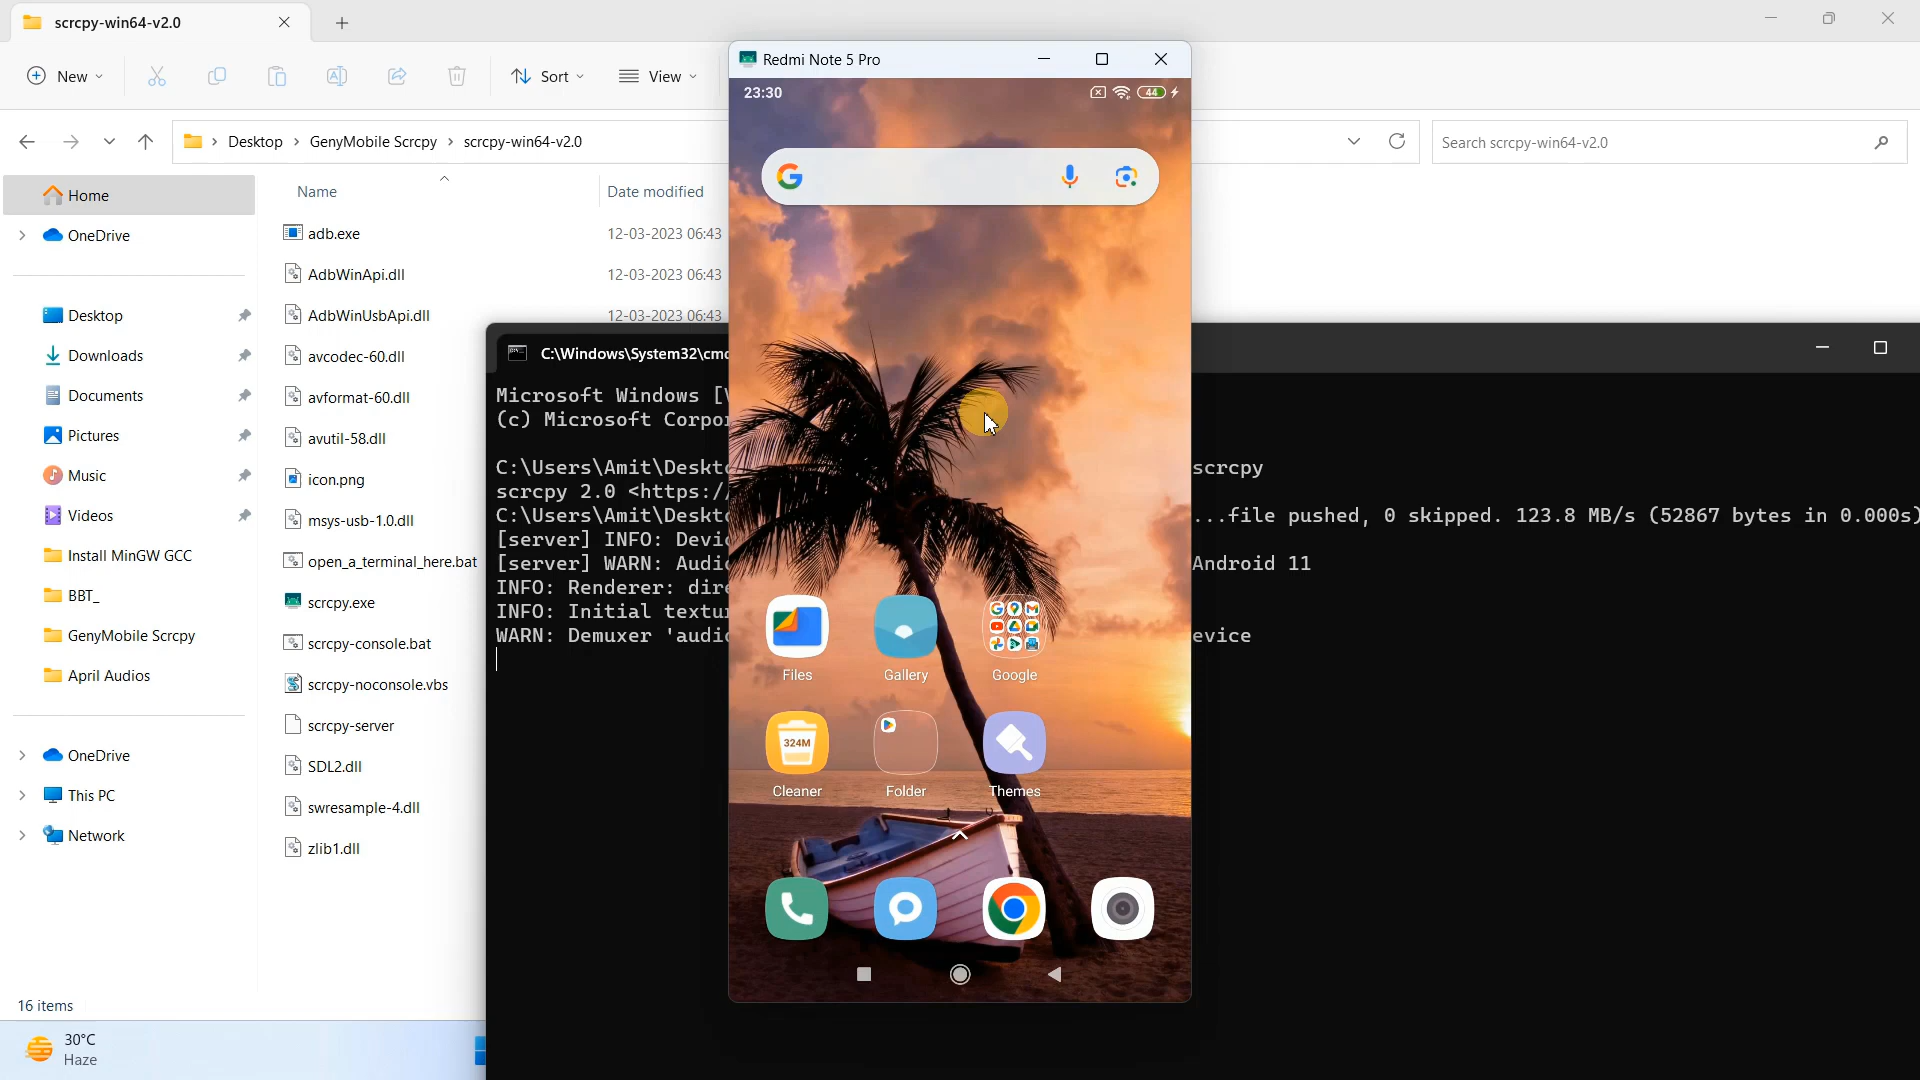 scrcpy-win64-v2.0
New
Sort
View
Desktop > GenyMobile Scrcpy > scrcpy-win64-v2.0
Search scrcpy-win64-v2.0
Home
OneDrive
Desktop
Downloads
Documents
Pictures
Music
Videos
Install MinGW GCC
BBT_
GenyMobile Scrcpy
April Audios
OneDrive
This PC
Network
Name
Date modified
adb.exe 12-03-2023 06:43
AdbWinApi.dll 12-03-2023 06:43
AdbWinUsbApi.dll 12-03-2023 06:43
avcodec-60.dll
avformat-60.dll
avutil-58.dll
icon.png
msys-usb-1.0.dll
open_a_terminal_here.bat
scrcpy.exe
scrcpy-console.bat
scrcpy-noconsole.vbs
scrcpy-server
SDL2.dll
swresample-4.dll
zlib1.dll
16 items
30°C
Haze
C:\Windows\System32\cmd
Microsoft Windows [
(c) Microsoft Corpor
C:\Users\Amit\Deskto scrcpy
scrcpy 2.0 <https:/
C:\Users\Amit\Deskto ...file pushed, 0 skipped. 123.8 MB/s (52867 bytes in 0.000s)
[server] INFO: Devic
[server] WARN: Audio Android 11
INFO: Renderer: dire
INFO: Initial textu
WARN: Demuxer 'audio evice
Redmi Note 5 Pro
23:30
44
Files
Gallery
Google
324M
Cleaner
Folder
Themes